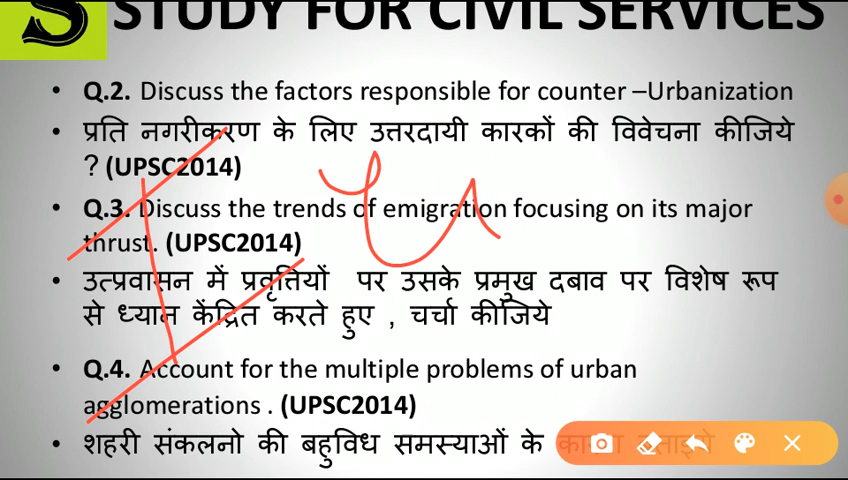 S STUDY FOR CIVIL SERVICES
• Q.2. Discuss the factors responsible for counter –Urbanization
• प्रति नगरीकरण के लिए उत्तरदायी कारकों की विवेचना कीजिये
? (UPSC2014)
• Q.3. Discuss the trends of emigration focusing on its major
thrust. (UPSC2014)
• उत्प्रवासन में प्रवृत्तियों पर उसके प्रमुख दबाव पर विशेष रूप
से ध्यान केंद्रित करते हुए , चर्चा कीजिये
• Q.4. Account for the multiple problems of urban
agglomerations . (UPSC2014)
• शहरी संकलनो की बहुविध समस्याओं के